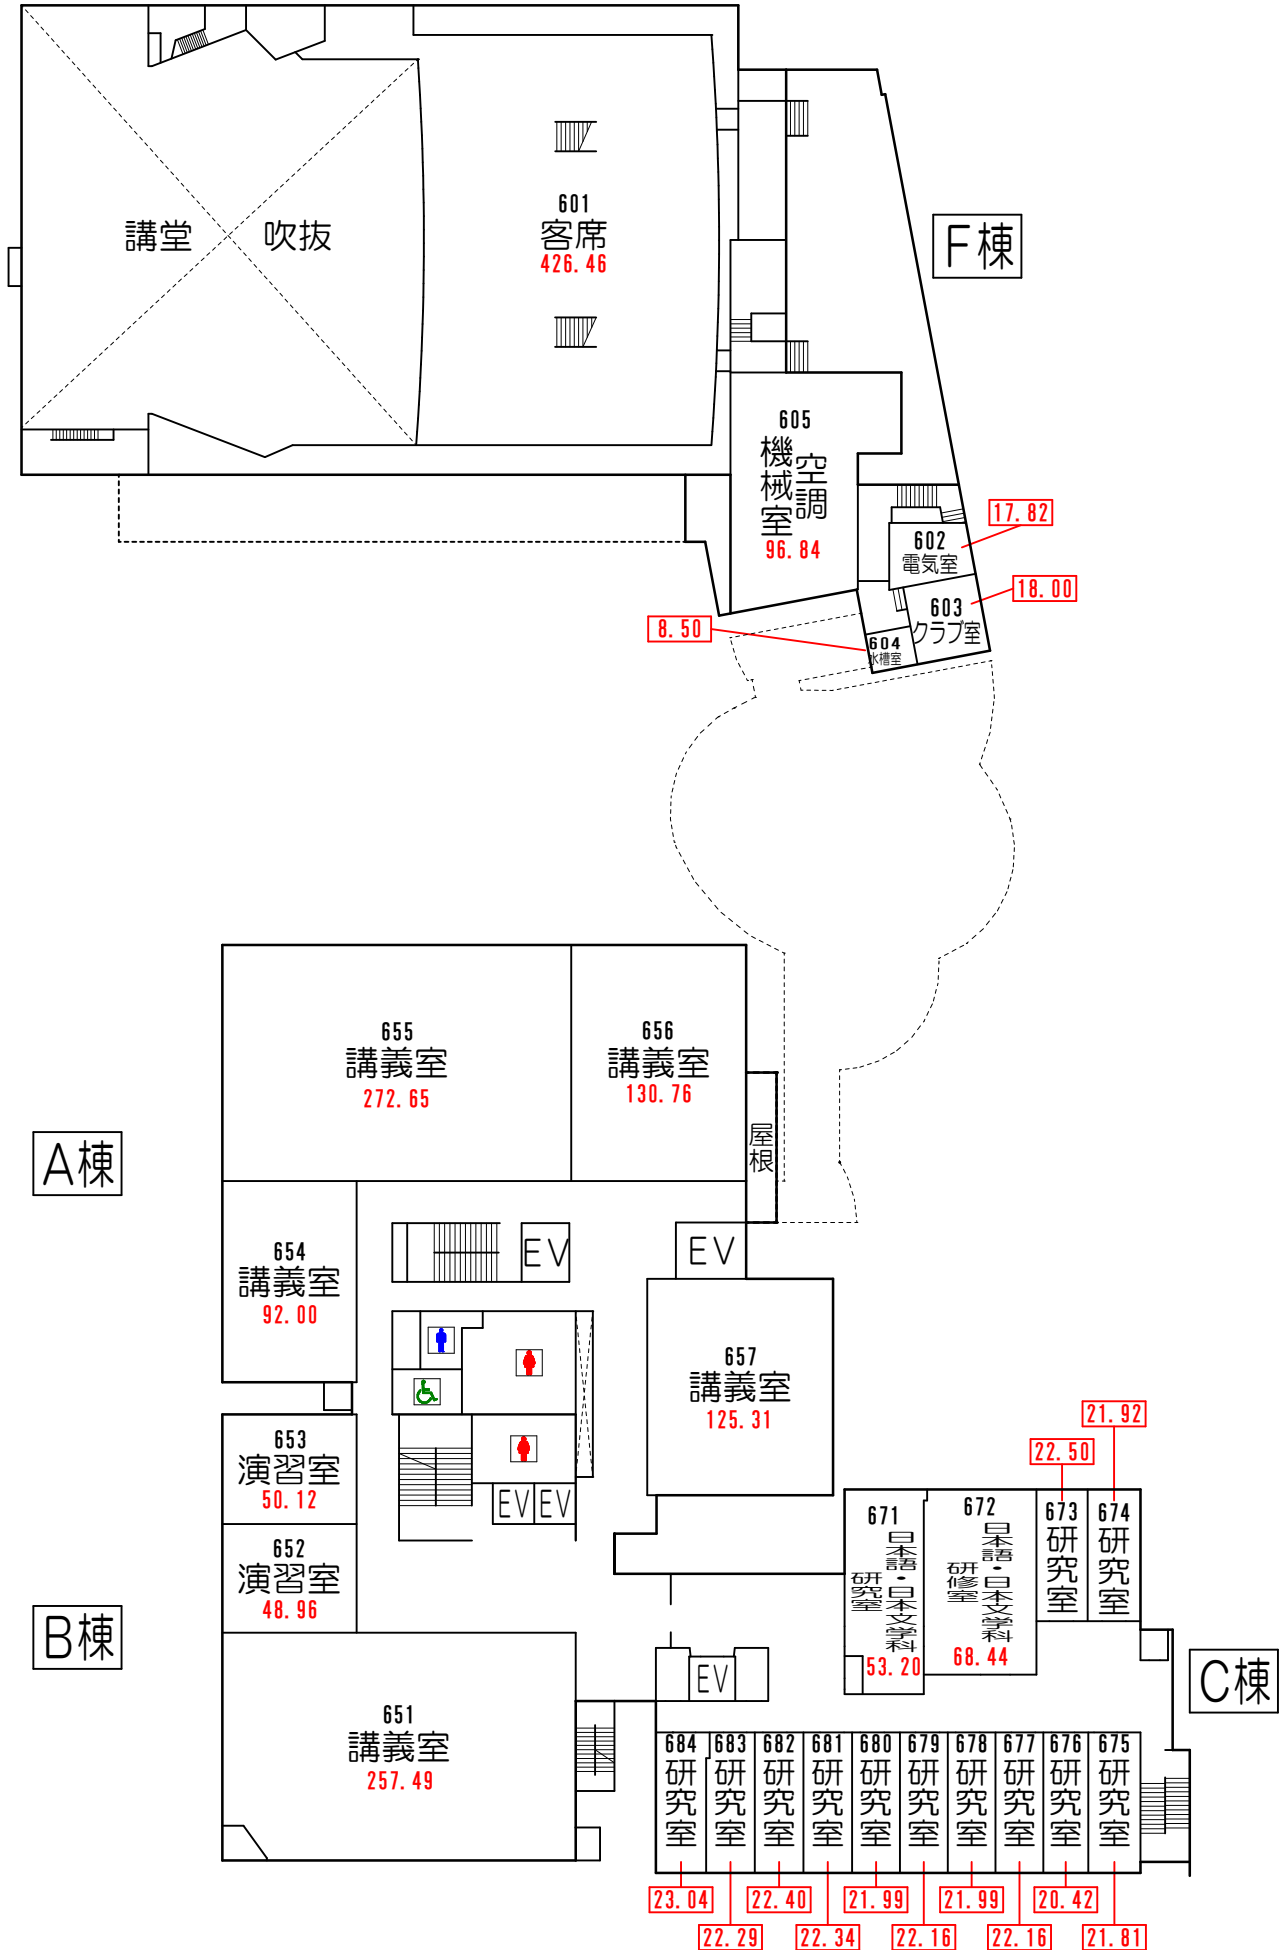 講堂 吹抜
601
客席
426.46
F棟
605
空調
機械室
96.84
17.82
602
電気室
18.00
603
クラブ室
8.50
604
水槽室
655
講義室
272.65
656
講義室
130.76
屋根
A棟
654
講義室
92.00
EV
EV
657
講義室
125.31
653
演習室
50.12
EV
EV
652
演習室
48.96
B棟
651
講義室
257.49
EV
671
日本語・日本文学科
研究室
53.20
672
日本語・日本文学科
研修室
68.44
22.50
673
研究室
21.92
674
研究室
C棟
684
研究室
23.04
683
研究室
22.29
682
研究室
22.40
681
研究室
22.34
680
研究室
21.99
679
研究室
22.16
678
研究室
21.99
677
研究室
22.16
676
研究室
20.42
675
研究室
21.81